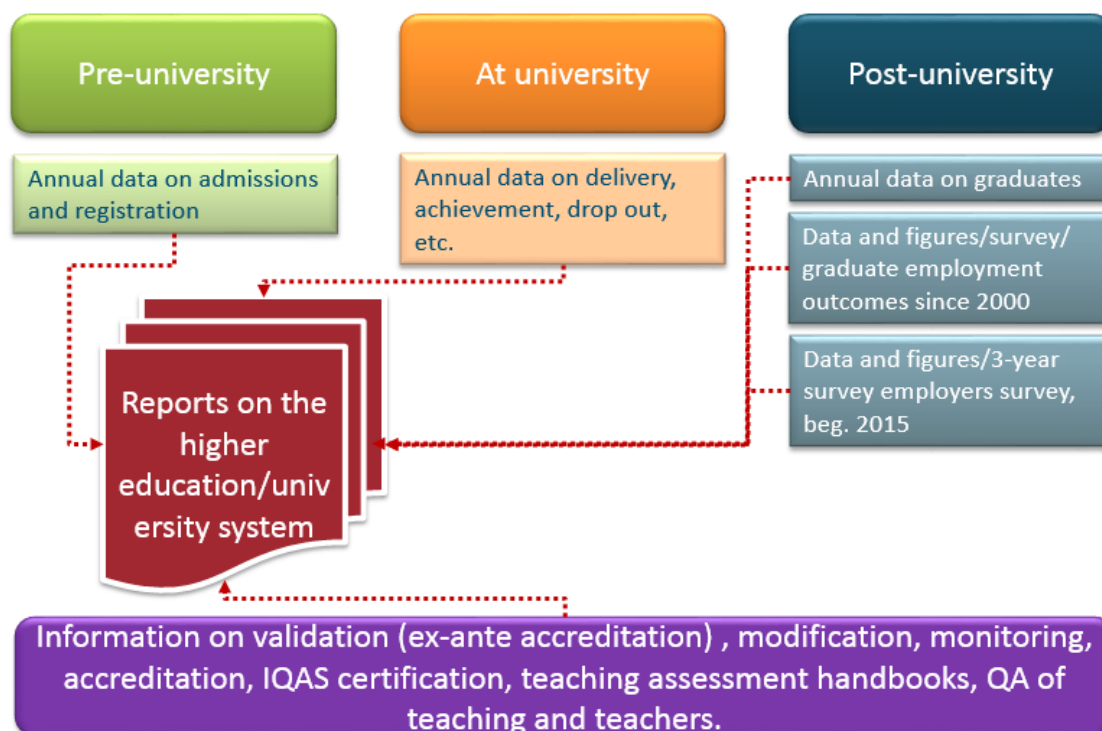 Pre-university
At university
Post-university
Annual data on admissions
and registration
Annual data on delivery,
achievement, drop out,
etc.
Annual data on graduates
Data and figures/survey/
graduate employment
outcomes since 2000
Data and figures/3-year
survey employers survey,
beg. 2015
Reports on the
higher
education/univ
ersity system
Information on validation (ex-ante accreditation) , modification, monitoring,
accreditation, IQAS certification, teaching assessment handbooks, QA of
teaching and teachers.